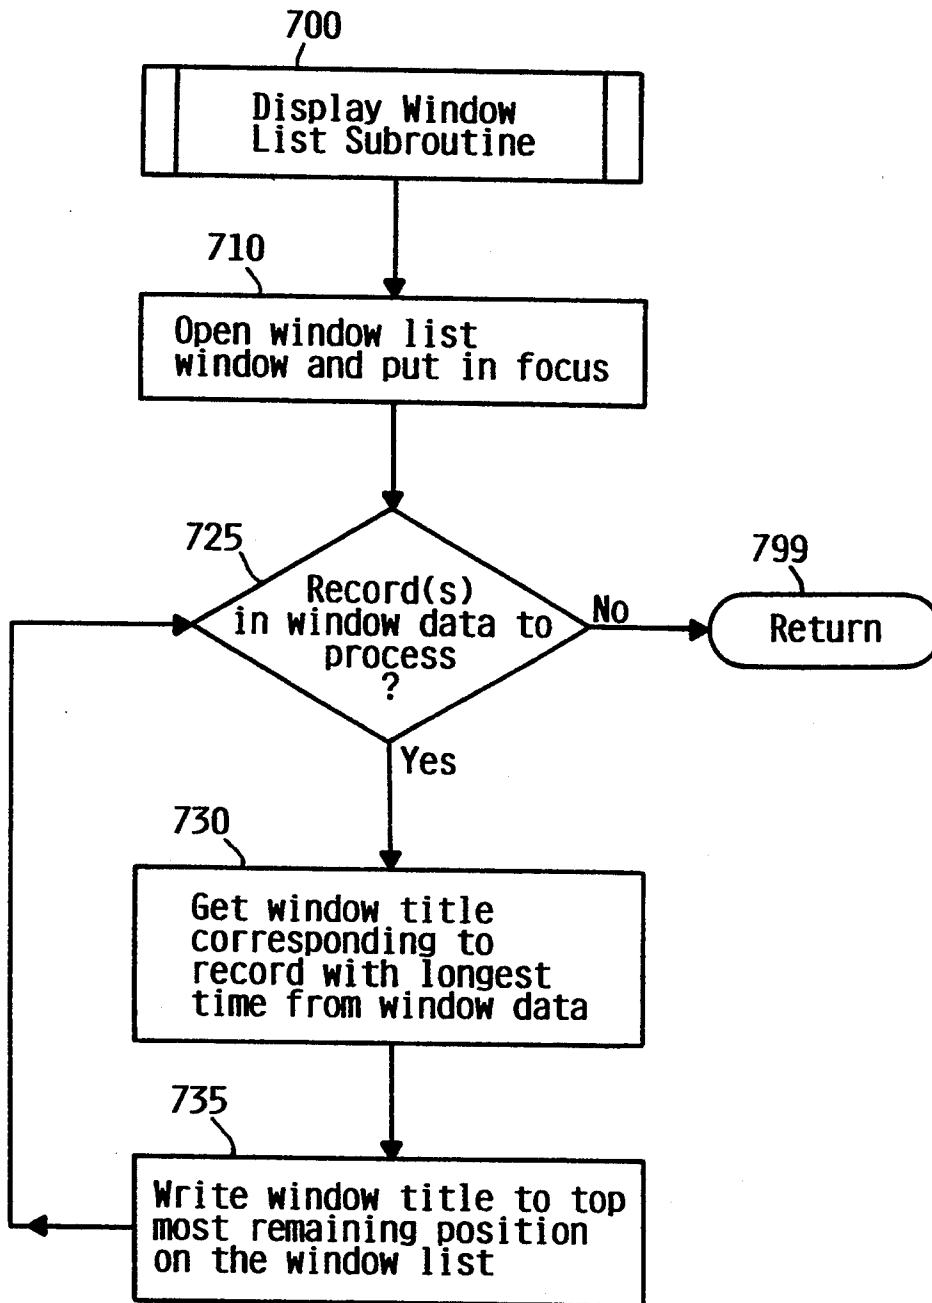 700
Display Window
List Subroutine
710
Open window list
window and put in focus
725
Record(s)
in window data to
process
?
No
799
Return
Yes
730
Get window title
corresponding to
record with longest
time from window data
735
Write window title to top
most remaining position
on the window list